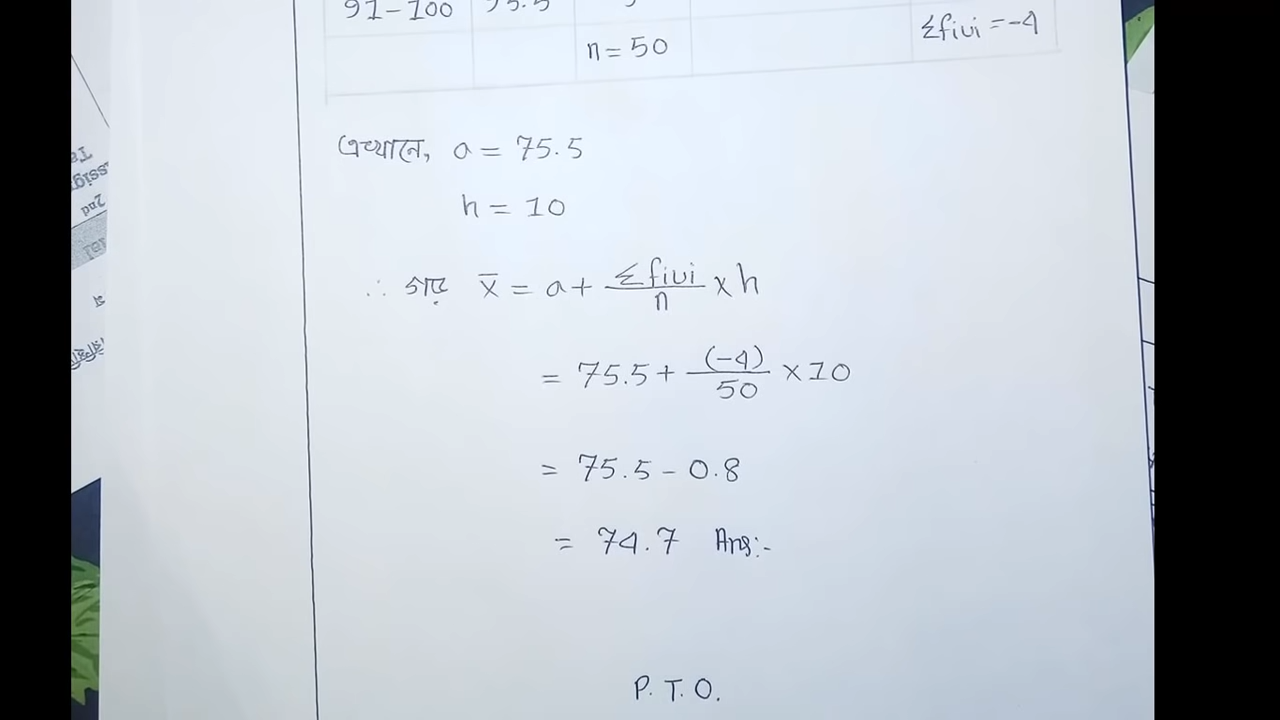 91-100
n = 50
Σfiui = -4
এখানে, a = 75.5
h = 10
∴ গড় x̄ = a + Σfiui/n × h
= 75.5 + (-4)/50 × 10
= 75.5 - 0.8
= 74.7 Ans:-
P. T. O.
2nd